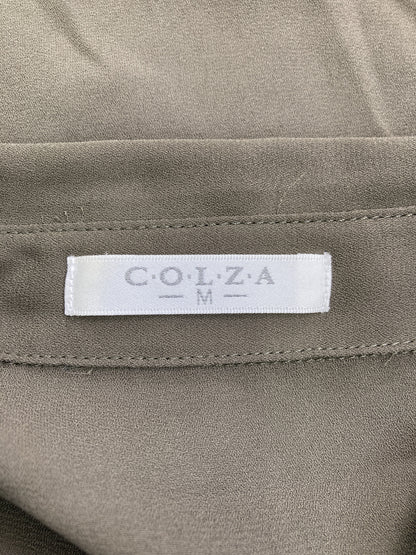 C·O·L·Z·A
— M —